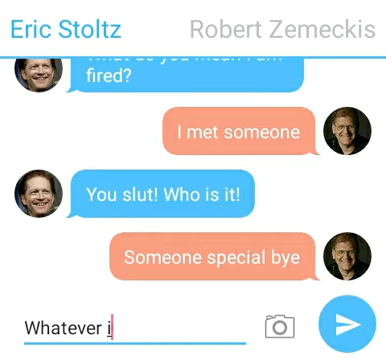 Eric Stoltz Robert Zemeckis
fired?
I met someone
You slut! Who is it!
Someone special bye
Whatever i